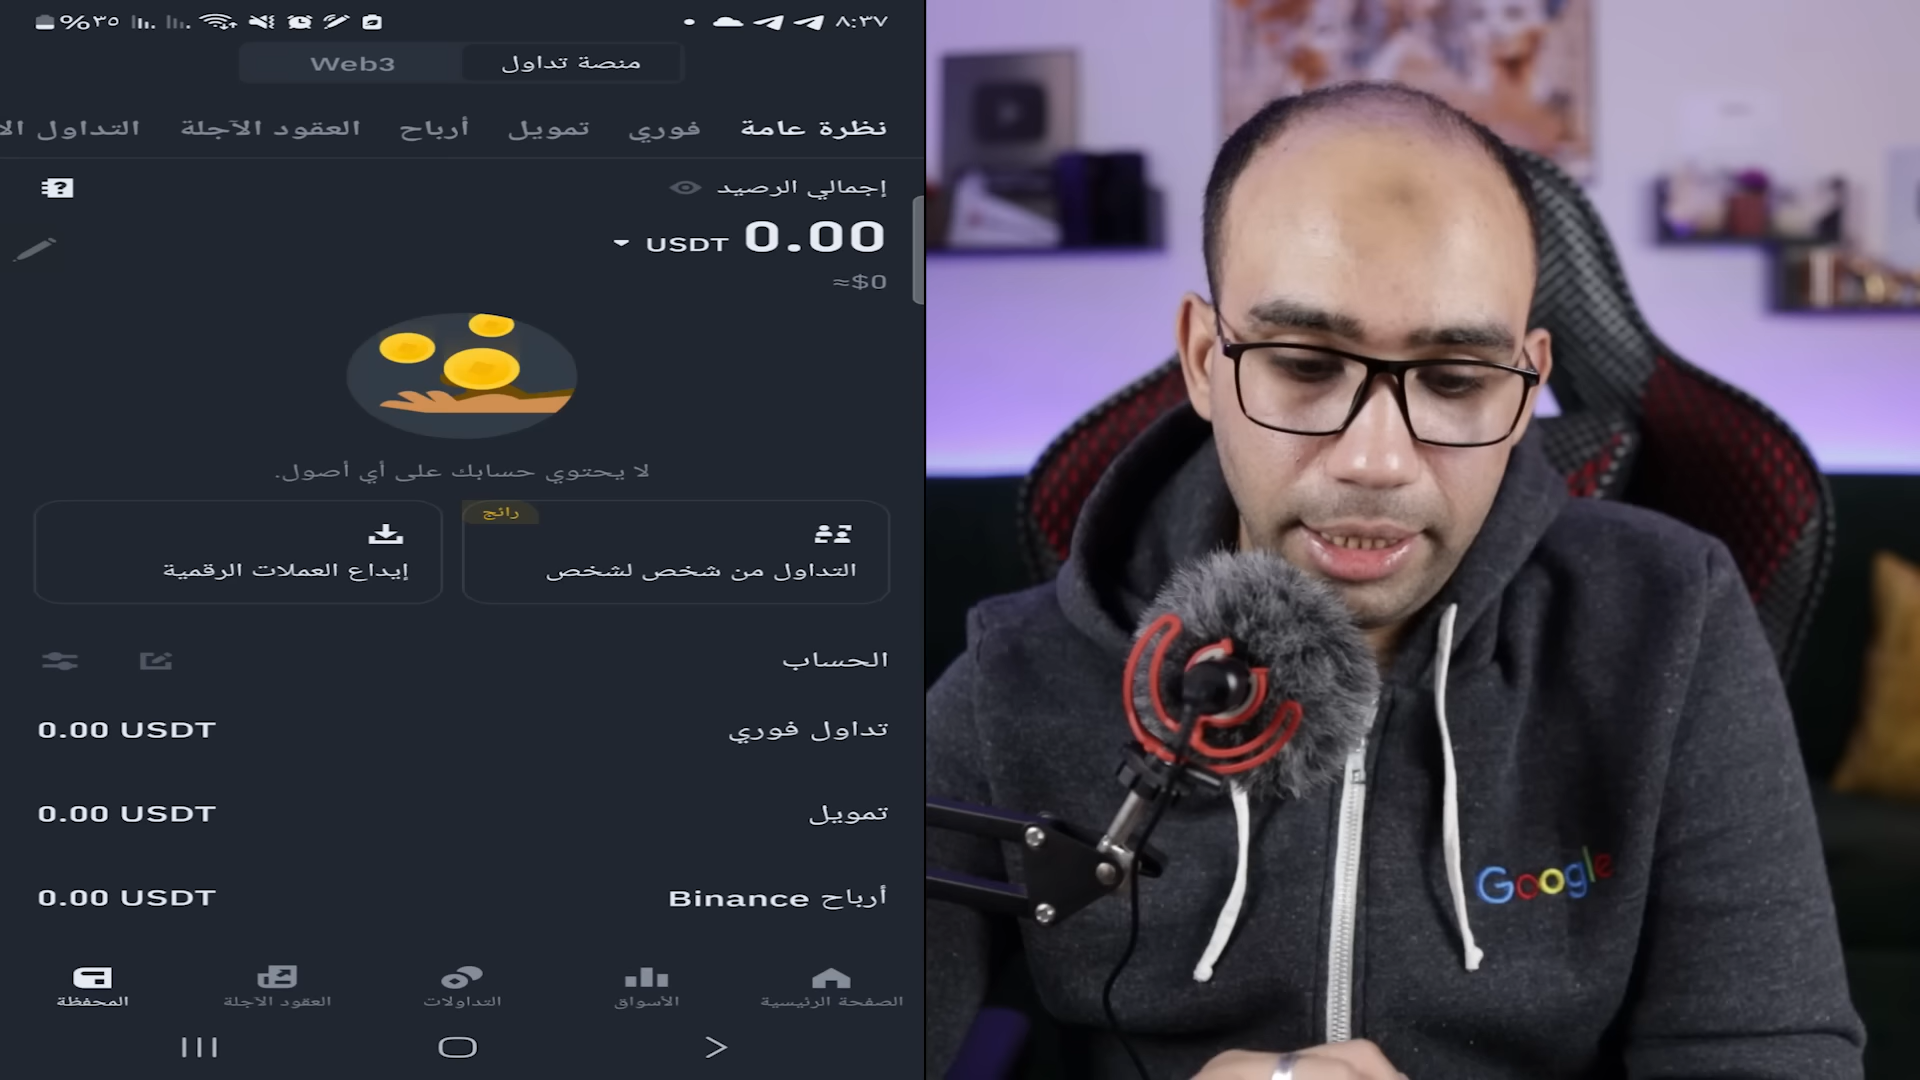 ٨:٣٧
%٣٥
منصة تداول
Web3
نظرة عامة
فوري
تمويل
أرباح
العقود الآجلة
التداول الا
إجمالي الرصيد
0.00 USDT
≈$0
لا يحتوي حسابك على أي أصول.
رائج
التداول من شخص لشخص
إيداع العملات الرقمية
الحساب
تداول فوري
0.00 USDT
تمويل
0.00 USDT
أرباح Binance
0.00 USDT
الصفحة الرئيسية
الأسواق
التداولات
العقود الآجلة
المحفظة
Google